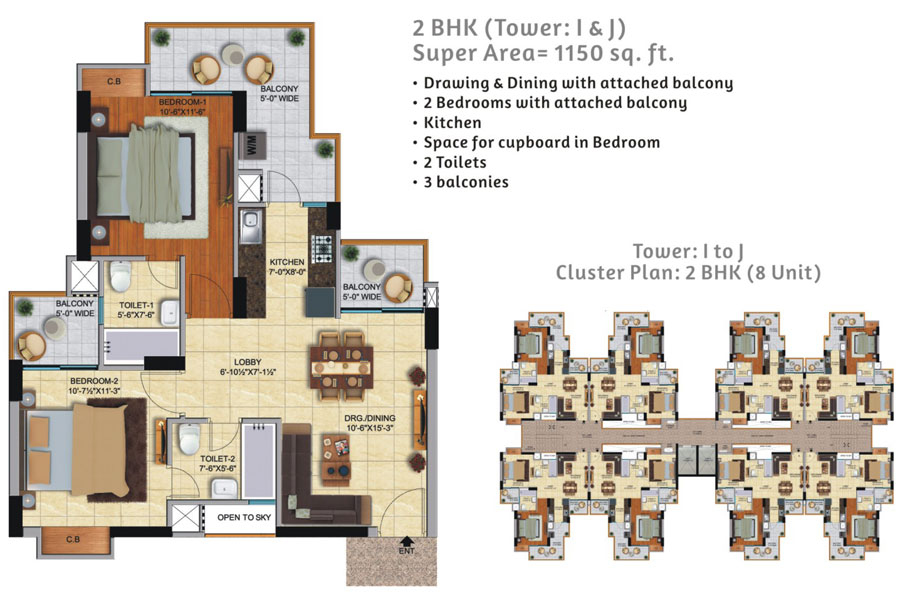 2 BHK (Tower: I & J)
Super Area= 1150 sq. ft.
• Drawing & Dining with attached balcony
• 2 Bedrooms with attached balcony
• Kitchen
• Space for cupboard in Bedroom
• 2 Toilets
• 3 balconies
C.B
BEDROOM-1
10'-6"X11'-6"
BALCONY
5'-0" WIDE
W/M
KITCHEN
7'-0"X8'-0"
BALCONY
5'-0" WIDE
BALCONY
5'-0" WIDE
TOILET-1
5'-6"X7'-6"
LOBBY
6'-10½"X7'-1½"
BEDROOM-2
10'-7½"X11'-3"
DRG./DINING
10'-6"X15'-3"
TOILET-2
7'-6"X5'-6"
OPEN TO SKY
C.B
ENT.
Tower: I to J
Cluster Plan: 2 BHK (8 Unit)